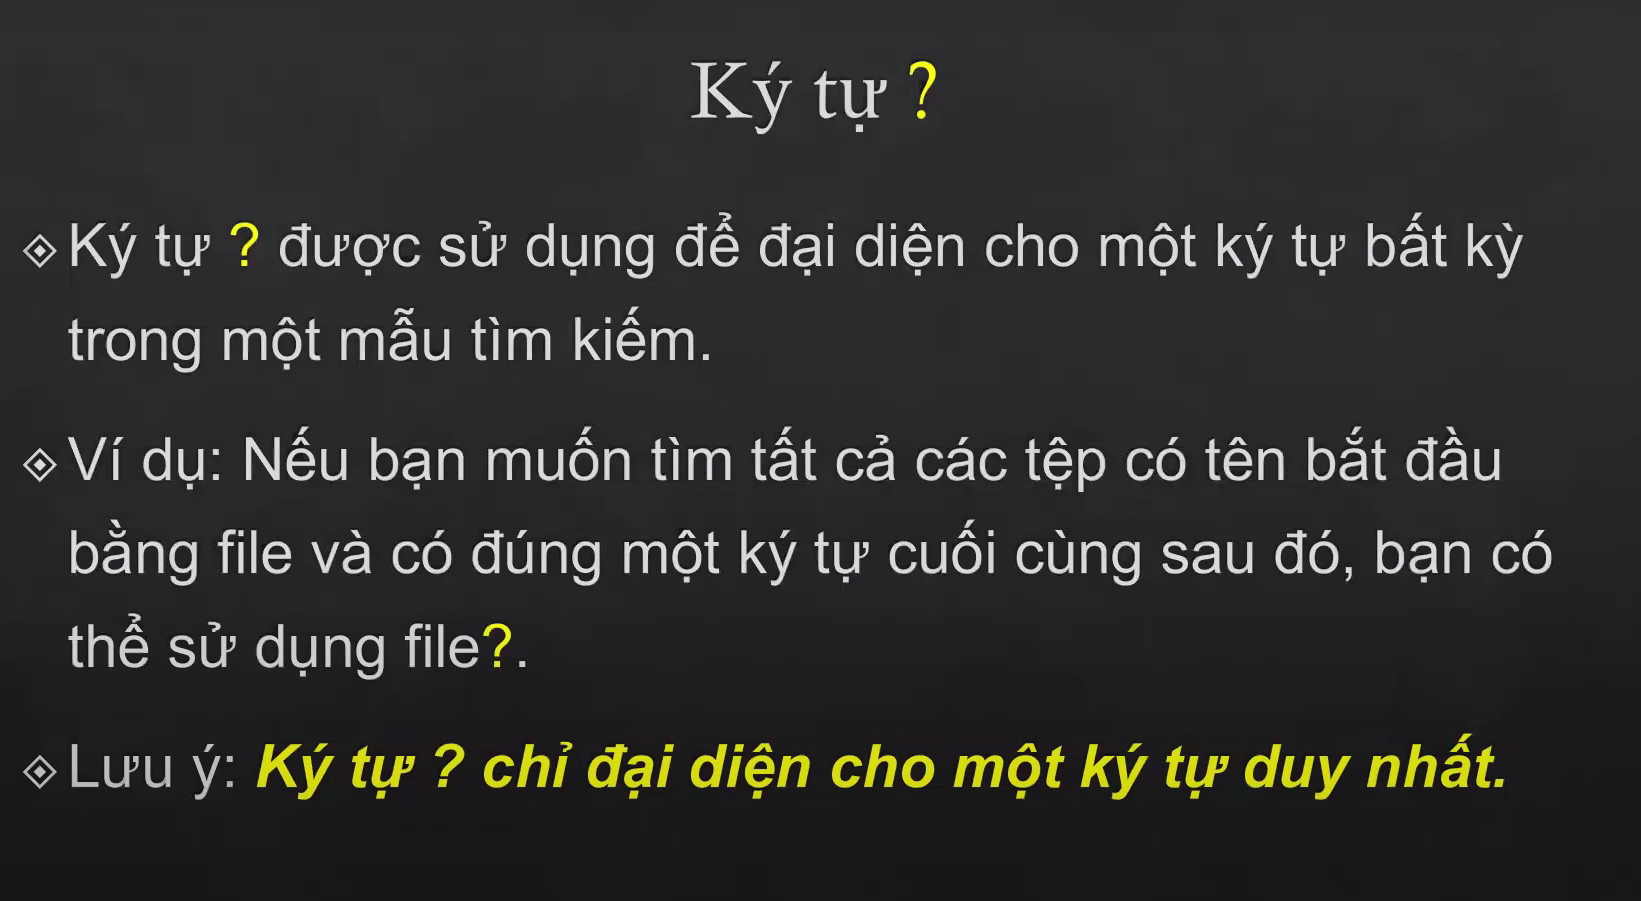 Ký tự ?
Ký tự ? được sử dụng để đại diện cho một ký tự bất kỳ
trong một mẫu tìm kiếm.
Ví dụ: Nếu bạn muốn tìm tất cả các tệp có tên bắt đầu
bằng file và có đúng một ký tự cuối cùng sau đó, bạn có
thể sử dụng file?.
Lưu ý: Ký tự ? chỉ đại diện cho một ký tự duy nhất.